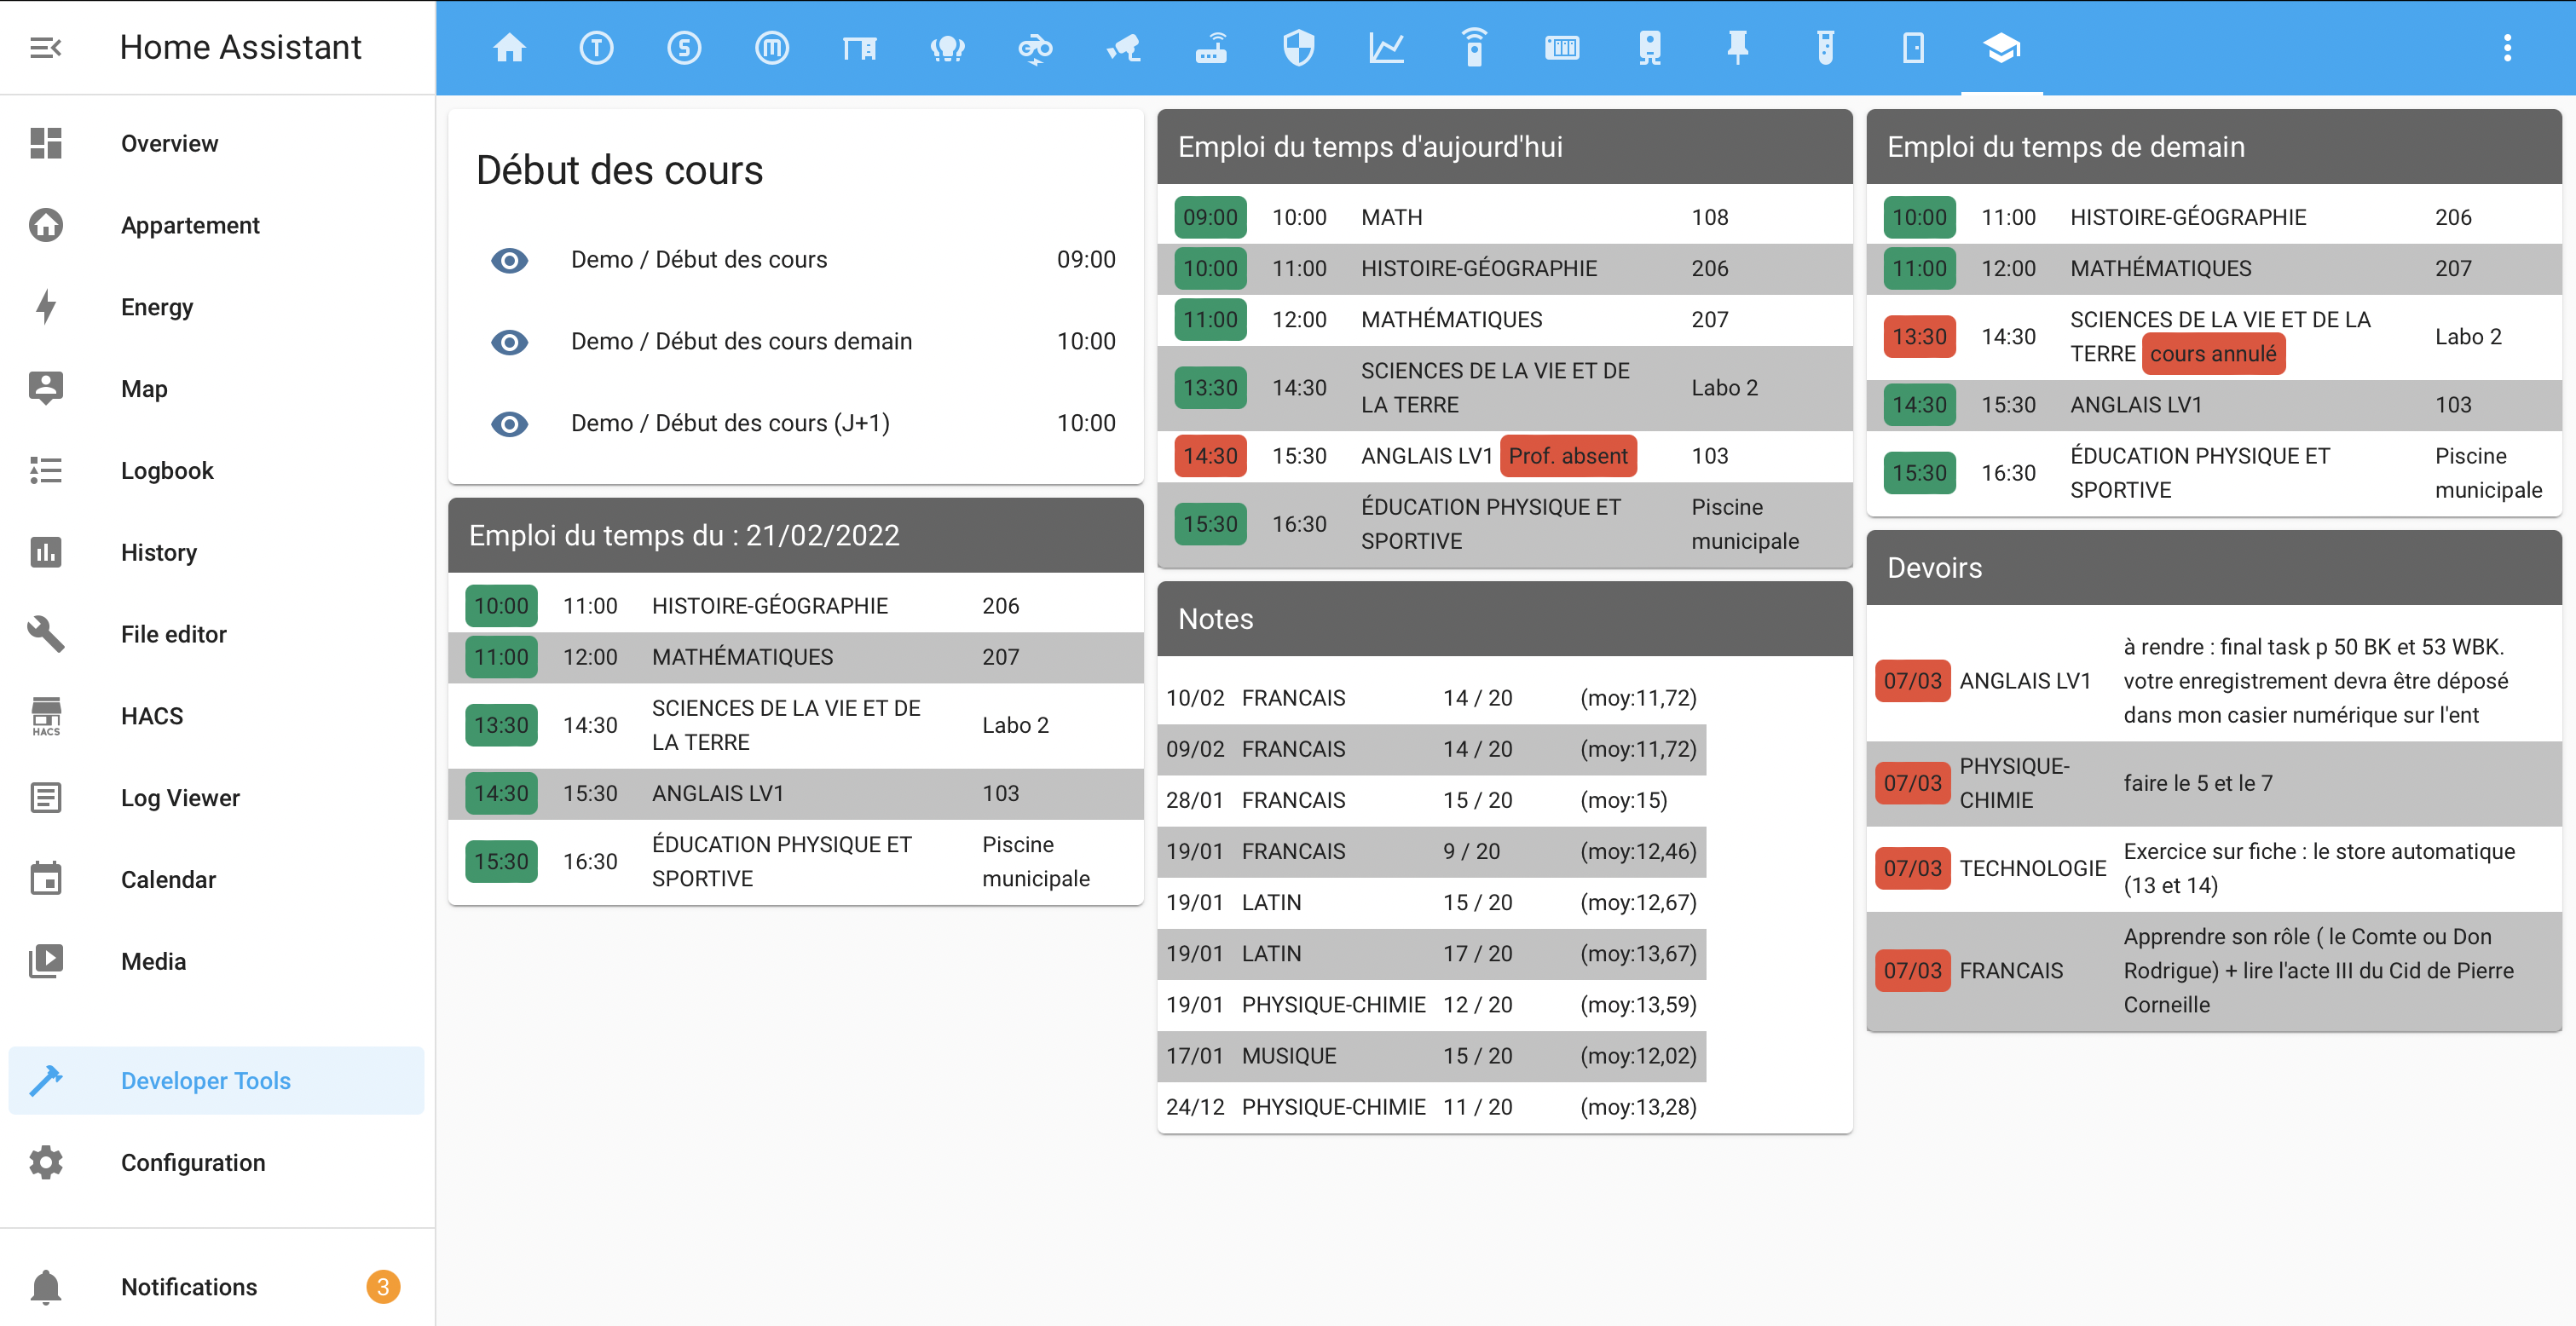 Home Assistant
Overview
Appartement
Energy
Map
Logbook
History
File editor
HACS
HACS
Log Viewer
Calendar
Media
Developer Tools
Configuration
Notifications 3
T S M
Début des cours
Demo / Début des cours 09:00
Demo / Début des cours demain 10:00
Demo / Début des cours (J+1) 10:00
Emploi du temps du : 21/02/2022
10:00 11:00 HISTOIRE-GÉOGRAPHIE 206
11:00 12:00 MATHÉMATIQUES 207
13:30 14:30 SCIENCES DE LA VIE ET DE
LA TERRE Labo 2
14:30 15:30 ANGLAIS LV1 103
15:30 16:30 ÉDUCATION PHYSIQUE ET
SPORTIVE Piscine
municipale
Emploi du temps d'aujourd'hui
09:00 10:00 MATH 108
10:00 11:00 HISTOIRE-GÉOGRAPHIE 206
11:00 12:00 MATHÉMATIQUES 207
13:30 14:30 SCIENCES DE LA VIE ET DE
LA TERRE Labo 2
14:30 15:30 ANGLAIS LV1 Prof. absent 103
15:30 16:30 ÉDUCATION PHYSIQUE ET
SPORTIVE Piscine
municipale
Notes
10/02 FRANCAIS 14 / 20 (moy:11,72)
09/02 FRANCAIS 14 / 20 (moy:11,72)
28/01 FRANCAIS 15 / 20 (moy:15)
19/01 FRANCAIS 9 / 20 (moy:12,46)
19/01 LATIN 15 / 20 (moy:12,67)
19/01 LATIN 17 / 20 (moy:13,67)
19/01 PHYSIQUE-CHIMIE 12 / 20 (moy:13,59)
17/01 MUSIQUE 15 / 20 (moy:12,02)
24/12 PHYSIQUE-CHIMIE 11 / 20 (moy:13,28)
Emploi du temps de demain
10:00 11:00 HISTOIRE-GÉOGRAPHIE 206
11:00 12:00 MATHÉMATIQUES 207
13:30 14:30 SCIENCES DE LA VIE ET DE LA
TERRE cours annulé Labo 2
14:30 15:30 ANGLAIS LV1 103
15:30 16:30 ÉDUCATION PHYSIQUE ET
SPORTIVE Piscine
municipale
Devoirs
07/03 ANGLAIS LV1 à rendre : final task p 50 BK et 53 WBK.
votre enregistrement devra être déposé
dans mon casier numérique sur l'ent
07/03 PHYSIQUE-
CHIMIE faire le 5 et le 7
07/03 TECHNOLOGIE Exercice sur fiche : le store automatique
(13 et 14)
07/03 FRANCAIS Apprendre son rôle ( le Comte ou Don
Rodrigue) + lire l'acte III du Cid de Pierre
Corneille